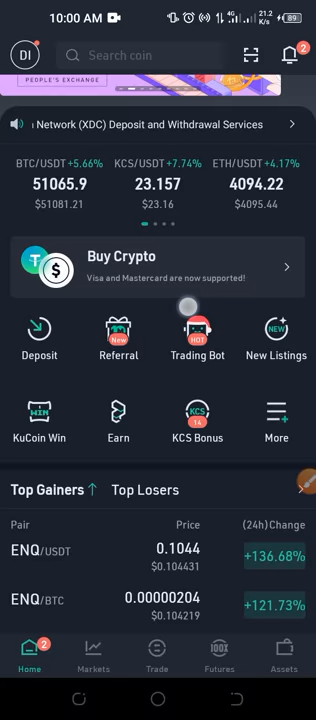 10:00 AM
4G
21.2
K/s
89
DI
Search coin
2
PEOPLE'S EXCHANGE
Network (XDC) Deposit and Withdrawal Services
BTC/USDT +5.66% KCS/USDT +7.74% ETH/USDT +4.17%
51065.9 23.157 4094.22
$51081.21 $23.16 $4095.44
Buy Crypto
Visa and Mastercard are now supported!
New HOT NEW
Deposit Referral Trading Bot New Listings
WIN KCS
14
KuCoin Win Earn KCS Bonus More
Top Gainers ↑ Top Losers
Pair Price (24h)Change
ENQ/USDT 0.1044 +136.68%
$0.104431
ENQ/BTC 0.00000204 +121.73%
$0.104219
2 100X
Home Markets Trade Futures Assets